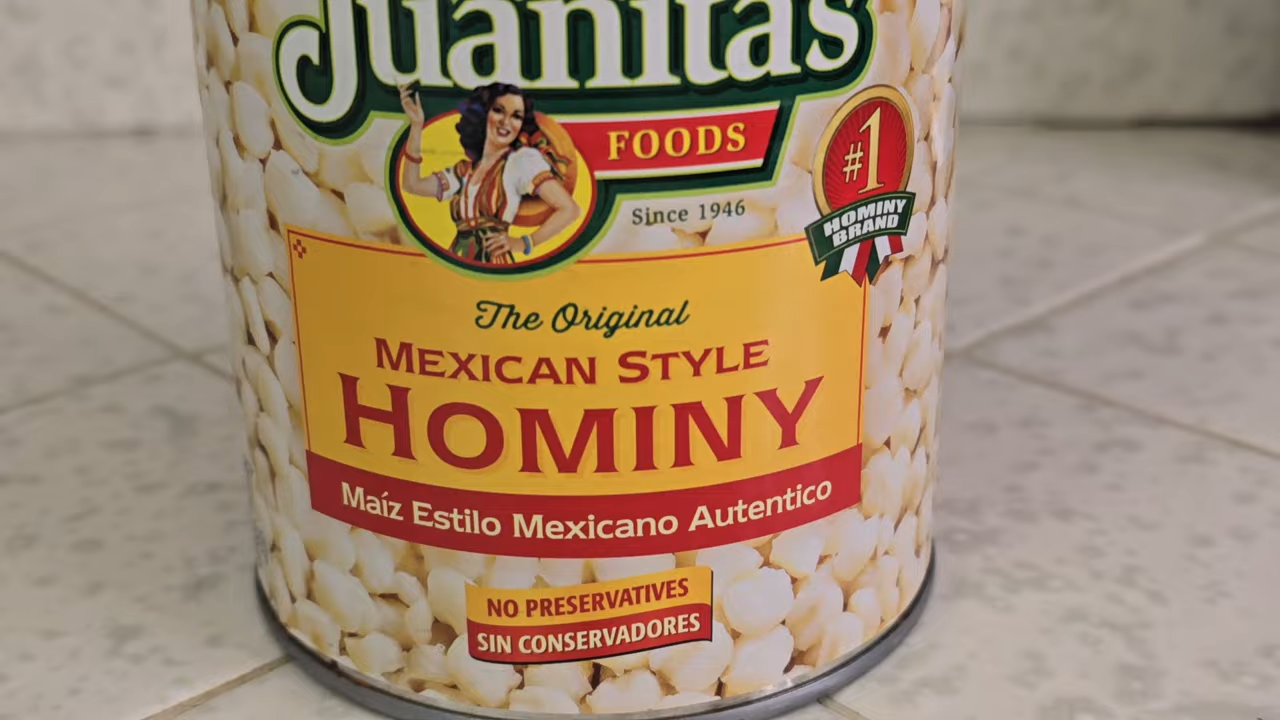 Juanita's
FOODS
Since 1946
#1
HOMINY
BRAND
The Original
MEXICAN STYLE
HOMINY
Maíz Estilo Mexicano Autentico
NO PRESERVATIVES
SIN CONSERVADORES